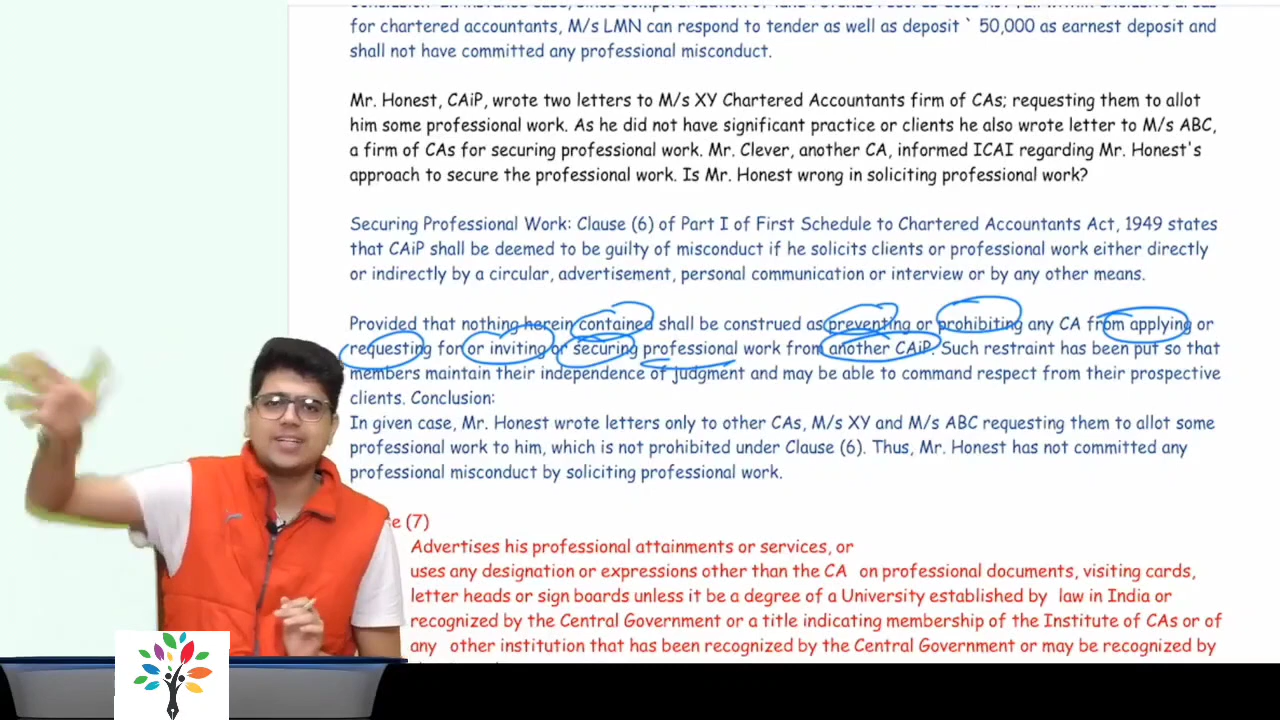 for chartered accountants, M/s LMN can respond to tender as well as deposit ` 50,000 as earnest deposit and
shall not have committed any professional misconduct.
Mr. Honest, CAiP, wrote two letters to M/s XY Chartered Accountants firm of CAs; requesting them to allot
him some professional work. As he did not have significant practice or clients he also wrote letter to M/s ABC,
a firm of CAs for securing professional work. Mr. Clever, another CA, informed ICAI regarding Mr. Honest's
approach to secure the professional work. Is Mr. Honest wrong in soliciting professional work?
Securing Professional Work: Clause (6) of Part I of First Schedule to Chartered Accountants Act, 1949 states
that CAiP shall be deemed to be guilty of misconduct if he solicits clients or professional work either directly
or indirectly by a circular, advertisement, personal communication or interview or by any other means.
Provided that nothing herein contained shall be construed as preventing or prohibiting any CA from applying or
requesting for or inviting or securing professional work from another CAiP. Such restraint has been put so that
members maintain their independence of judgment and may be able to command respect from their prospective
clients. Conclusion:
In given case, Mr. Honest wrote letters only to other CAs, M/s XY and M/s ABC requesting them to allot some
professional work to him, which is not prohibited under Clause (6). Thus, Mr. Honest has not committed any
professional misconduct by soliciting professional work.
e (7)
Advertises his professional attainments or services, or
uses any designation or expressions other than the CA on professional documents, visiting cards,
letter heads or sign boards unless it be a degree of a University established by law in India or
recognized by the Central Government or a title indicating membership of the Institute of CAs or of
any other institution that has been recognized by the Central Government or may be recognized by